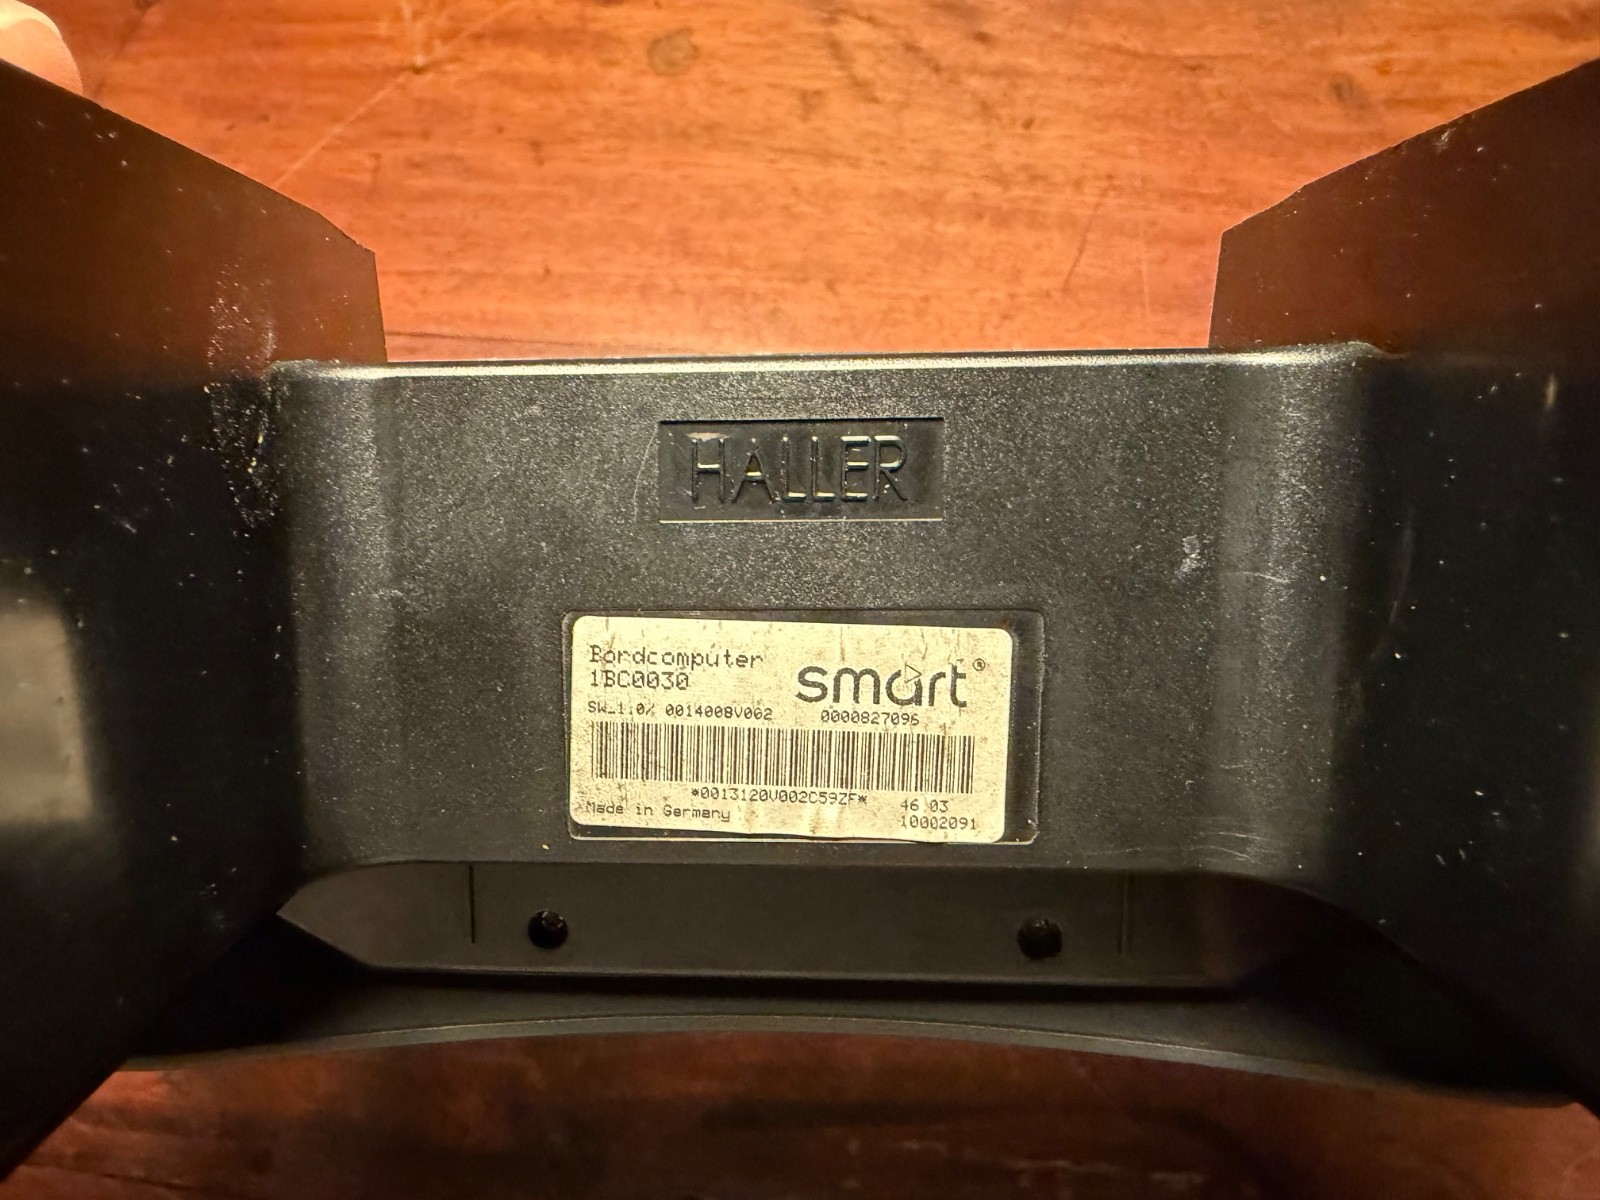 HALLER
Bordcomputer
1BC0030
smart®
SW_1.0% 0014008V062 0000827096
*0013120V002C59ZF* 46 03
Made in Germany 10002091